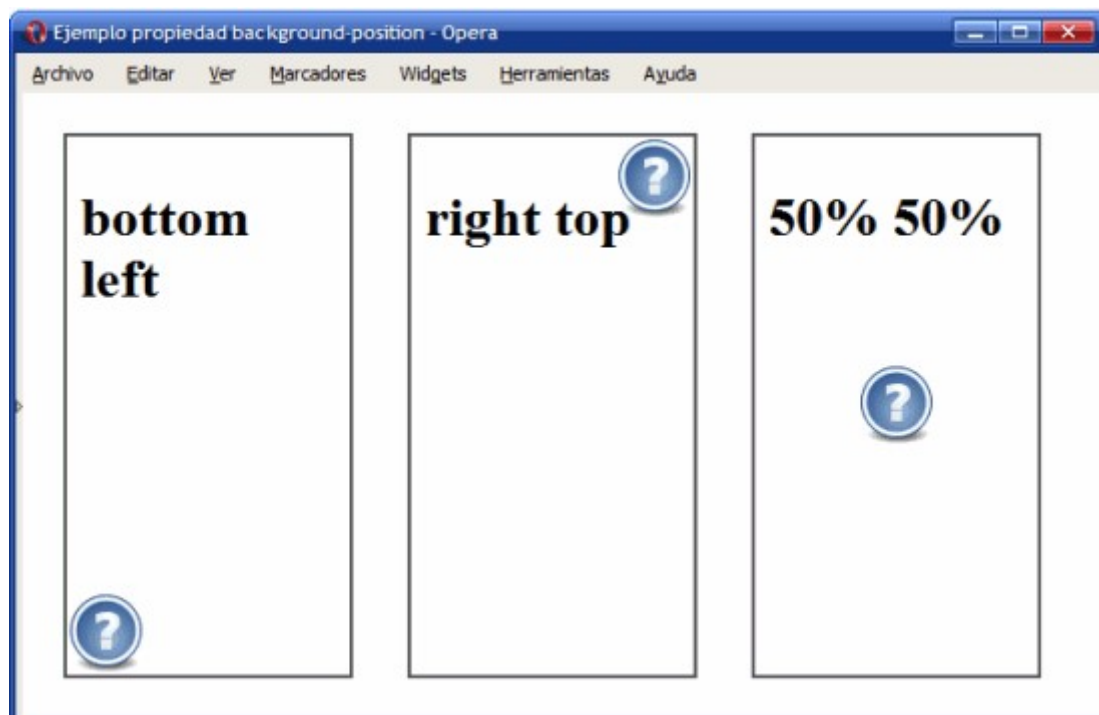 Ejemplo propiedad background-position - Opera
Archivo Editar Ver Marcadores Widgets Herramientas Ayuda
bottom
left
right top
50% 50%
?
?
?